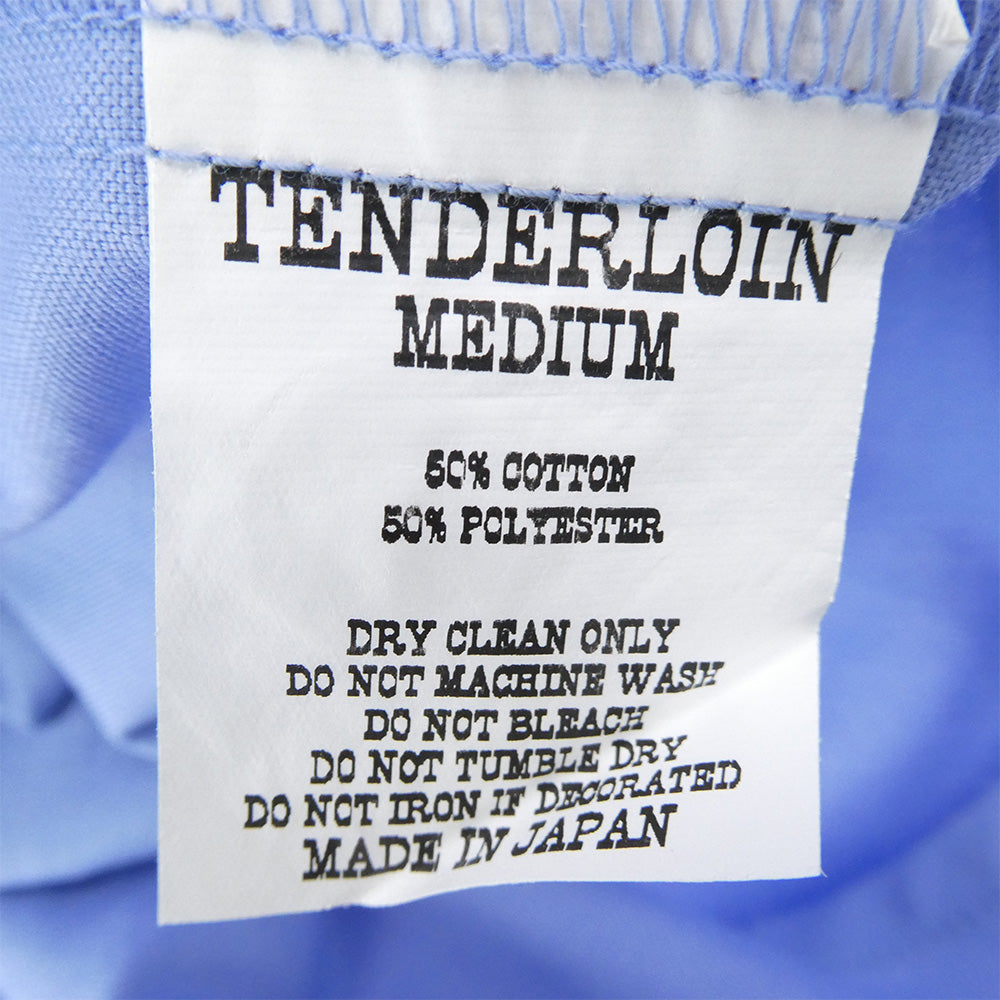 TENDERLOIN
MEDIUM
50% COTTON
50% POLYESTER
DRY CLEAN ONLY
DO NOT MACHINE WASH
DO NOT BLEACH
DO NOT TUMBLE DRY
DO NOT IRON IF DECORATED
MADE IN JAPAN